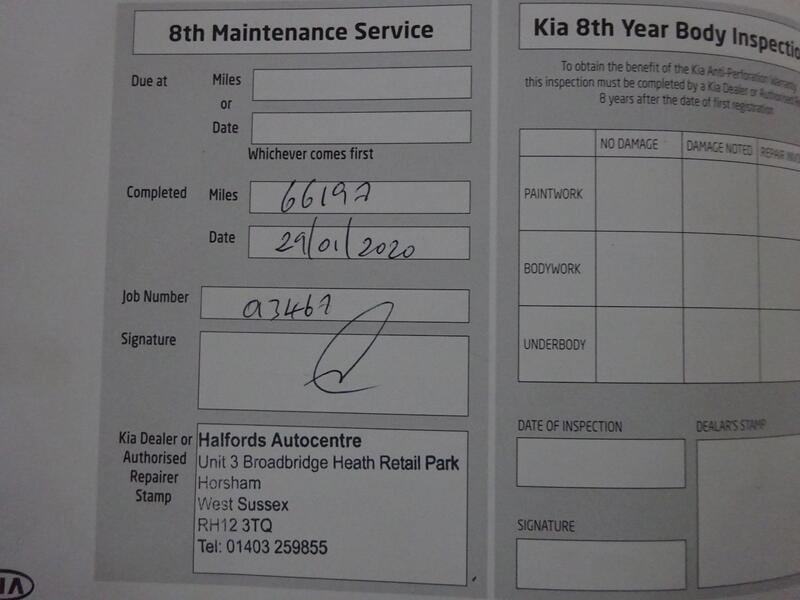 8th Maintenance Service
Due at
Miles
or
Date
Whichever comes first
Completed
Miles
66197
Date
29/01/2020
Job Number
a3467
Signature
Kia Dealer or
Authorised
Repairer
Stamp
Halfords Autocentre
Unit 3 Broadbridge Heath Retail Park
Horsham
West Sussex
RH12 3TQ
Tel: 01403 259855
Kia 8th Year Body Inspectio
To obtain the benefit of the Kia Anti-Perforation Warranty
this inspection must be completed by a Kia Dealer or Authorised
8 years after the date of first registration
NO DAMAGE
DAMAGE NOTED
REPAIR
PAINTWORK
BODYWORK
UNDERBODY
DATE OF INSPECTION
DEALAR'S STAMP
SIGNATURE